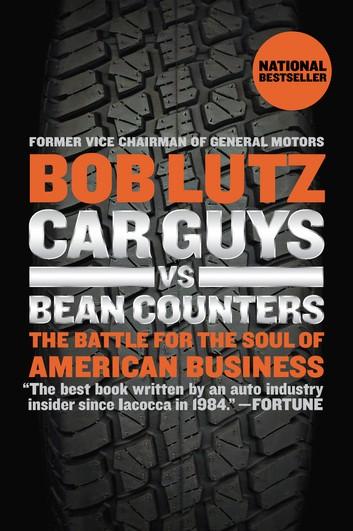 NATIONAL
BESTSELLER
FORMER VICE CHAIRMAN OF GENERAL MOTORS
BOB LUTZ
CAR GUYS
VS
BEAN COUNTERS
THE BATTLE FOR THE SOUL OF
AMERICAN BUSINESS
“The best book written by an auto industry
insider since Iacocca in 1984.” —FORTUNE